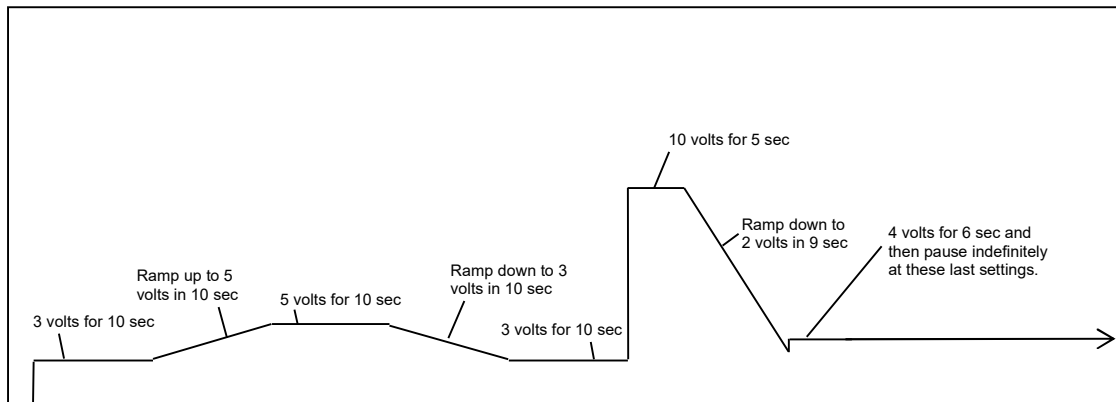 3 volts for 10 sec
Ramp up to 5
volts in 10 sec
5 volts for 10 sec
Ramp down to 3
volts in 10 sec
3 volts for 10 sec
10 volts for 5 sec
Ramp down to
2 volts in 9 sec
4 volts for 6 sec and
then pause indefinitely
at these last settings.